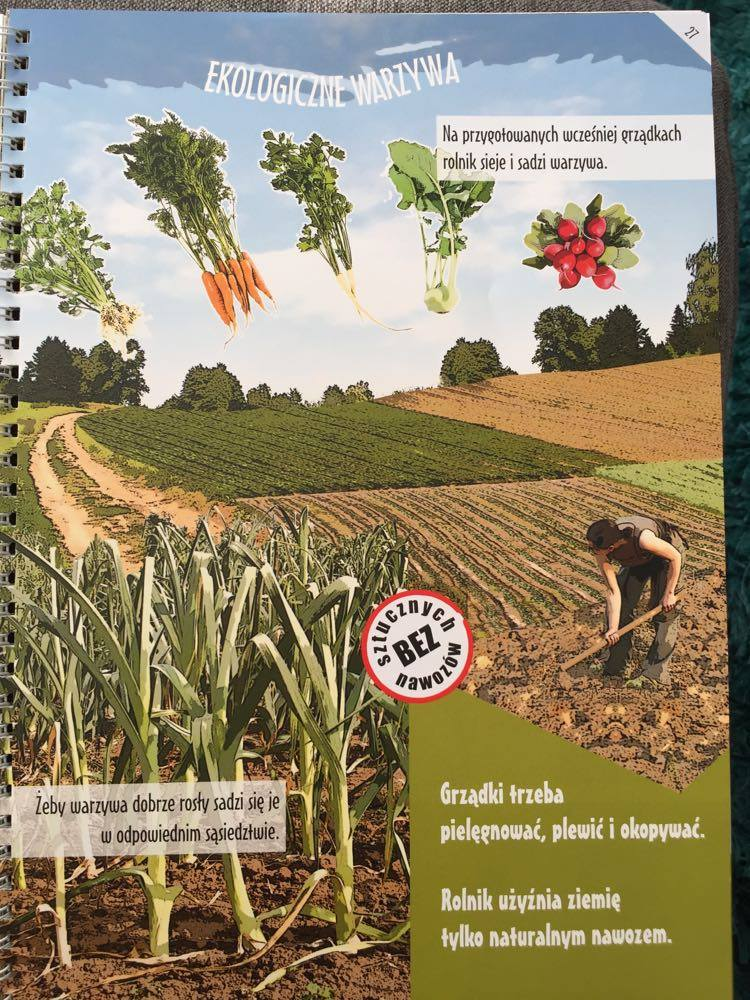 27
EKOLOGICZNE WARZYWA
Na przygotowanych wcześniej grządkach
rolnik sieje i sadzi warzywa.
sztucznych
BEZ
nawozów
Żeby warzywa dobrze rosły sadzi się je
w odpowiednim sąsiedztwie.
Grządki trzeba
pielęgnować, plewić i okopywać.
Rolnik użyźnia ziemię
tylko naturalnym nawozem.